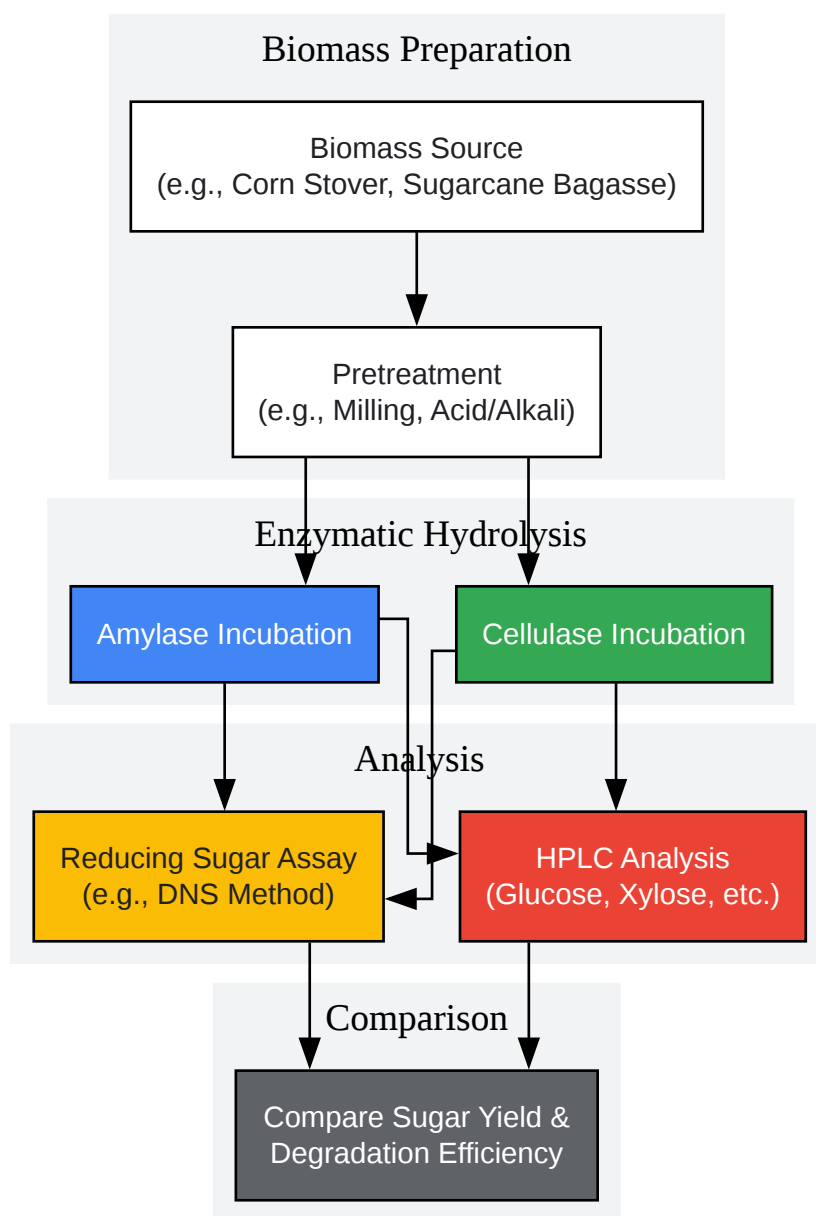 Biomass Preparation
Biomass Source
(e.g., Corn Stover, Sugarcane Bagasse)
Pretreatment
(e.g., Milling, Acid/Alkali)
Enzymatic Hydrolysis
Amylase Incubation
Cellulase Incubation
Analysis
Reducing Sugar Assay
(e.g., DNS Method)
HPLC Analysis
(Glucose, Xylose, etc.)
Comparison
Compare Sugar Yield &
Degradation Efficiency